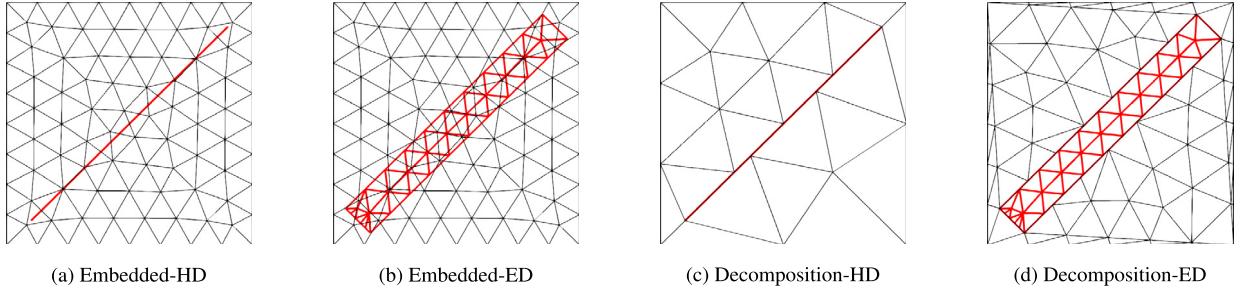 (a) Embedded-HD
(b) Embedded-ED
(c) Decomposition-HD
(d) Decomposition-ED